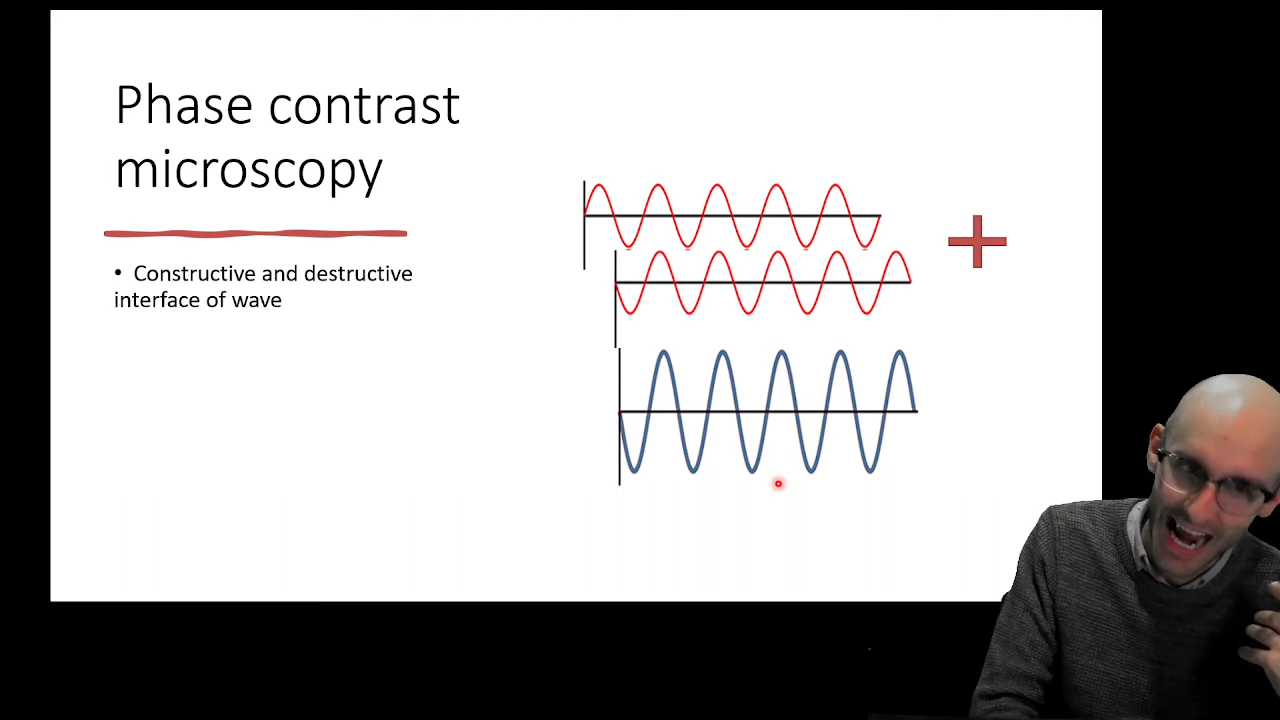 Phase contrast
microscopy
• Constructive and destructive
interface of wave